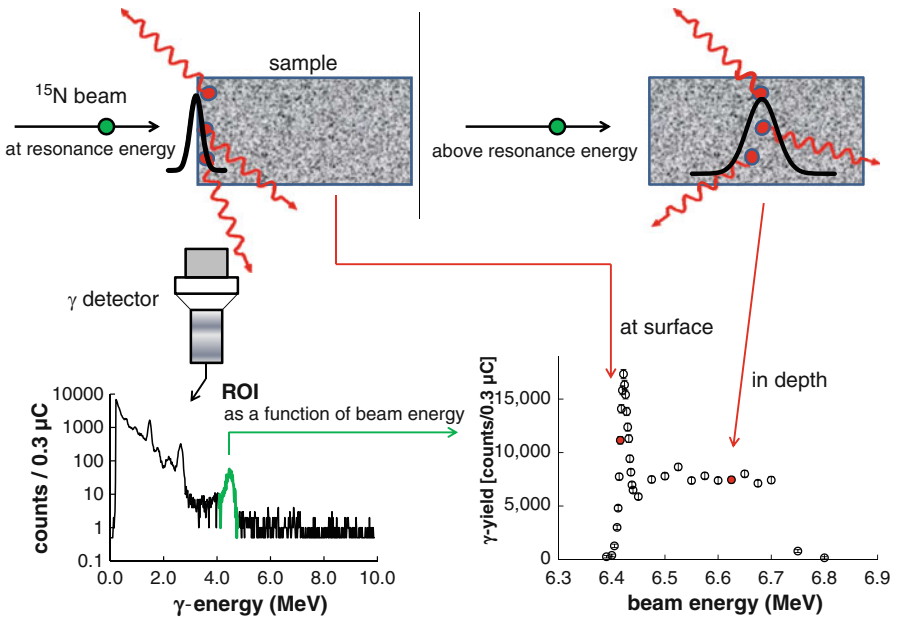 sample
¹⁵N beam
at resonance energy
above resonance energy
γ detector
at surface
in depth
ROI
as a function of beam energy
counts / 0.3 µC
10000
1000
100
10
1
0.1
0.0 2.0 4.0 6.0 8.0 10.0
γ-energy (MeV)
γ-yield [counts/0.3 µC]
15,000
10,000
5,000
0
6.3 6.4 6.5 6.6 6.7 6.8 6.9
beam energy (MeV)